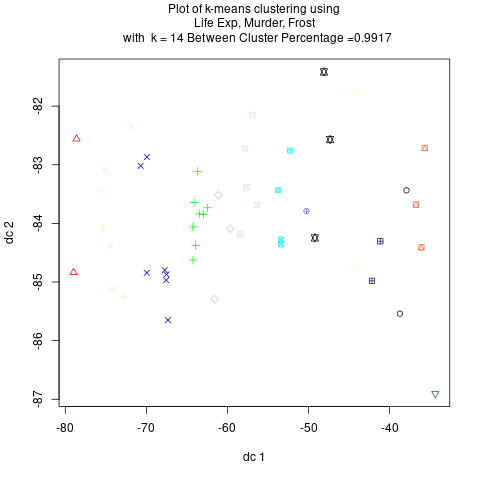 Plot of k-means clustering using
Life Exp, Murder, Frost
with k = 14 Between Cluster Percentage =0.9917
-82
-83
-84
-85
-86
-87
dc 2
-80 -70 -60 -50 -40
dc 1